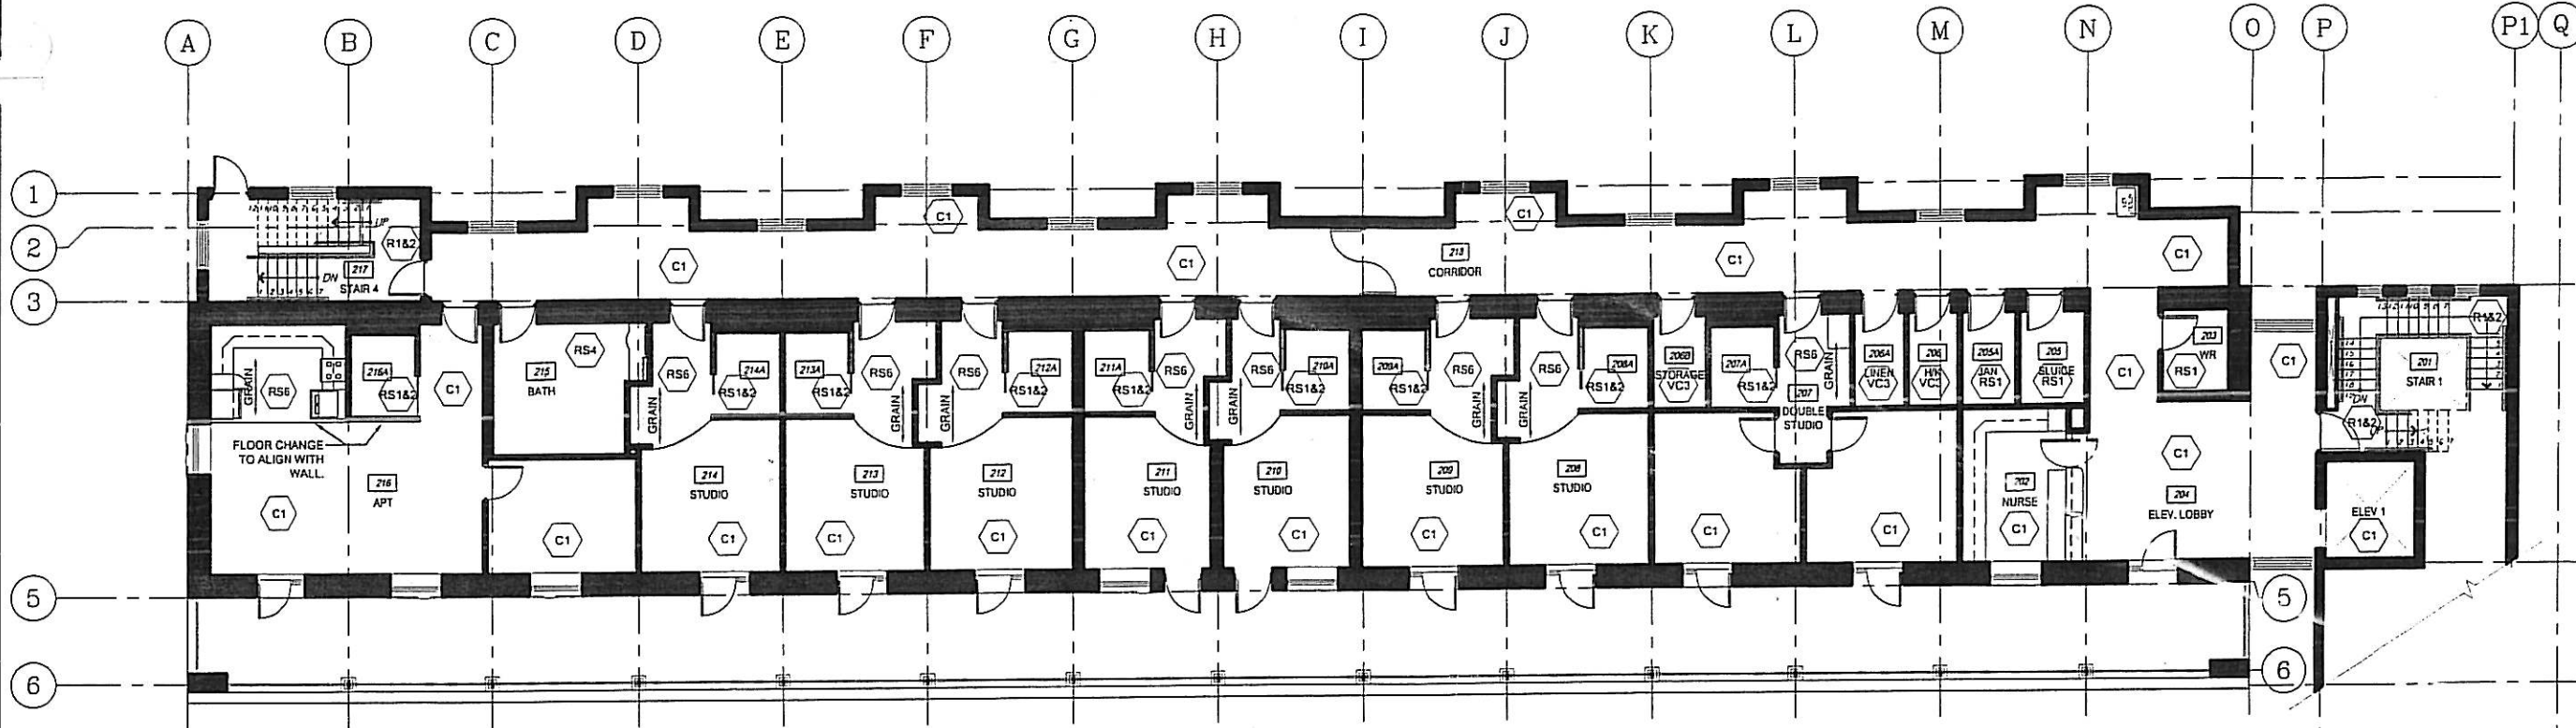 A B C D E F G H I J K L M N O P P1 Q
1
2
3
5
6
UP
R1&2
DN
217
STAIR 4
C1
C1
C1
C1
213
CORRIDOR
C1
C1
C1
GRAIN
RS6
216A
RS1&2
C1
FLOOR CHANGE
TO ALIGN WITH
WALL.
216
APT
C1
RS4
215
BATH
C1
RS6
GRAIN
214A
RS1&2
214
STUDIO
C1
213A
RS1&2
RS6
GRAIN
213
STUDIO
C1
RS6
GRAIN
212A
RS1&2
212
STUDIO
C1
211A
RS1&2
RS6
GRAIN
211
STUDIO
C1
RS6
GRAIN
210A
RS1&2
210
STUDIO
C1
209A
RS1&2
RS6
GRAIN
209
STUDIO
C1
RS6
GRAIN
208A
RS1&2
208
STUDIO
C1
206B
STORAGE
VC3
207A
RS1&2
RS6
GRAIN
207
DOUBLE
STUDIO
C1
C1
206A
LINEN
VC3
206
H/K
VC3
205A
JAN
RS1
205
SLUICE
RS1
202
NURSE
C1
C1
203
WR
RS1
C1
204
ELEV. LOBBY
C1
R1&2
201
STAIR 1
DN
R1&2
UP
ELEV 1
C1
5
6